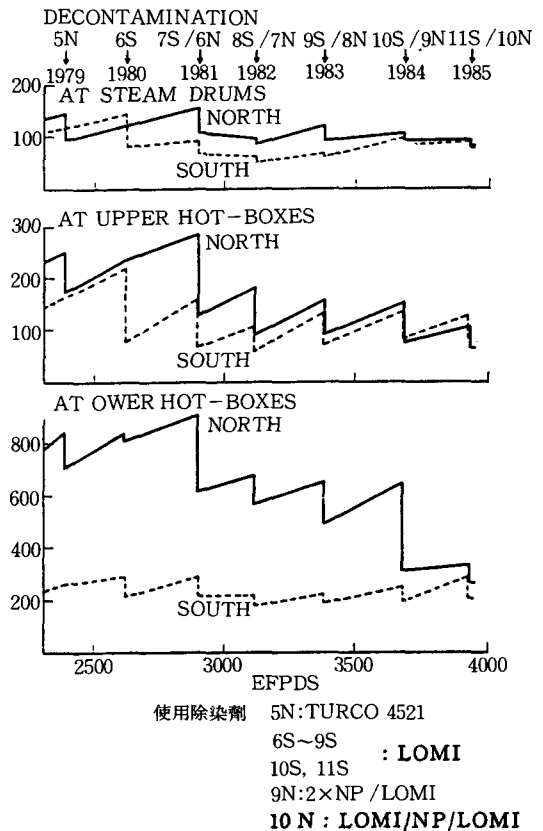 DECONTAMINATION
5N 6S 7S/6N 8S/7N 9S/8N 10S/9N 11S/10N
1979 1980 1981 1982 1983 1984 1985
200
AT STEAM DRUMS
NORTH
100
SOUTH
300
AT UPPER HOT-BOXES
NORTH
200
100
SOUTH
AT OWER HOT-BOXES
NORTH
800
600
400
200
SOUTH
2500 3000 3500 4000
EFPDS
使用除染劑 5N:TURCO 4521
6S~9S
: LOMI
10S, 11S
9N:2×NP/LOMI
10 N : LOMI/NP/LOMI